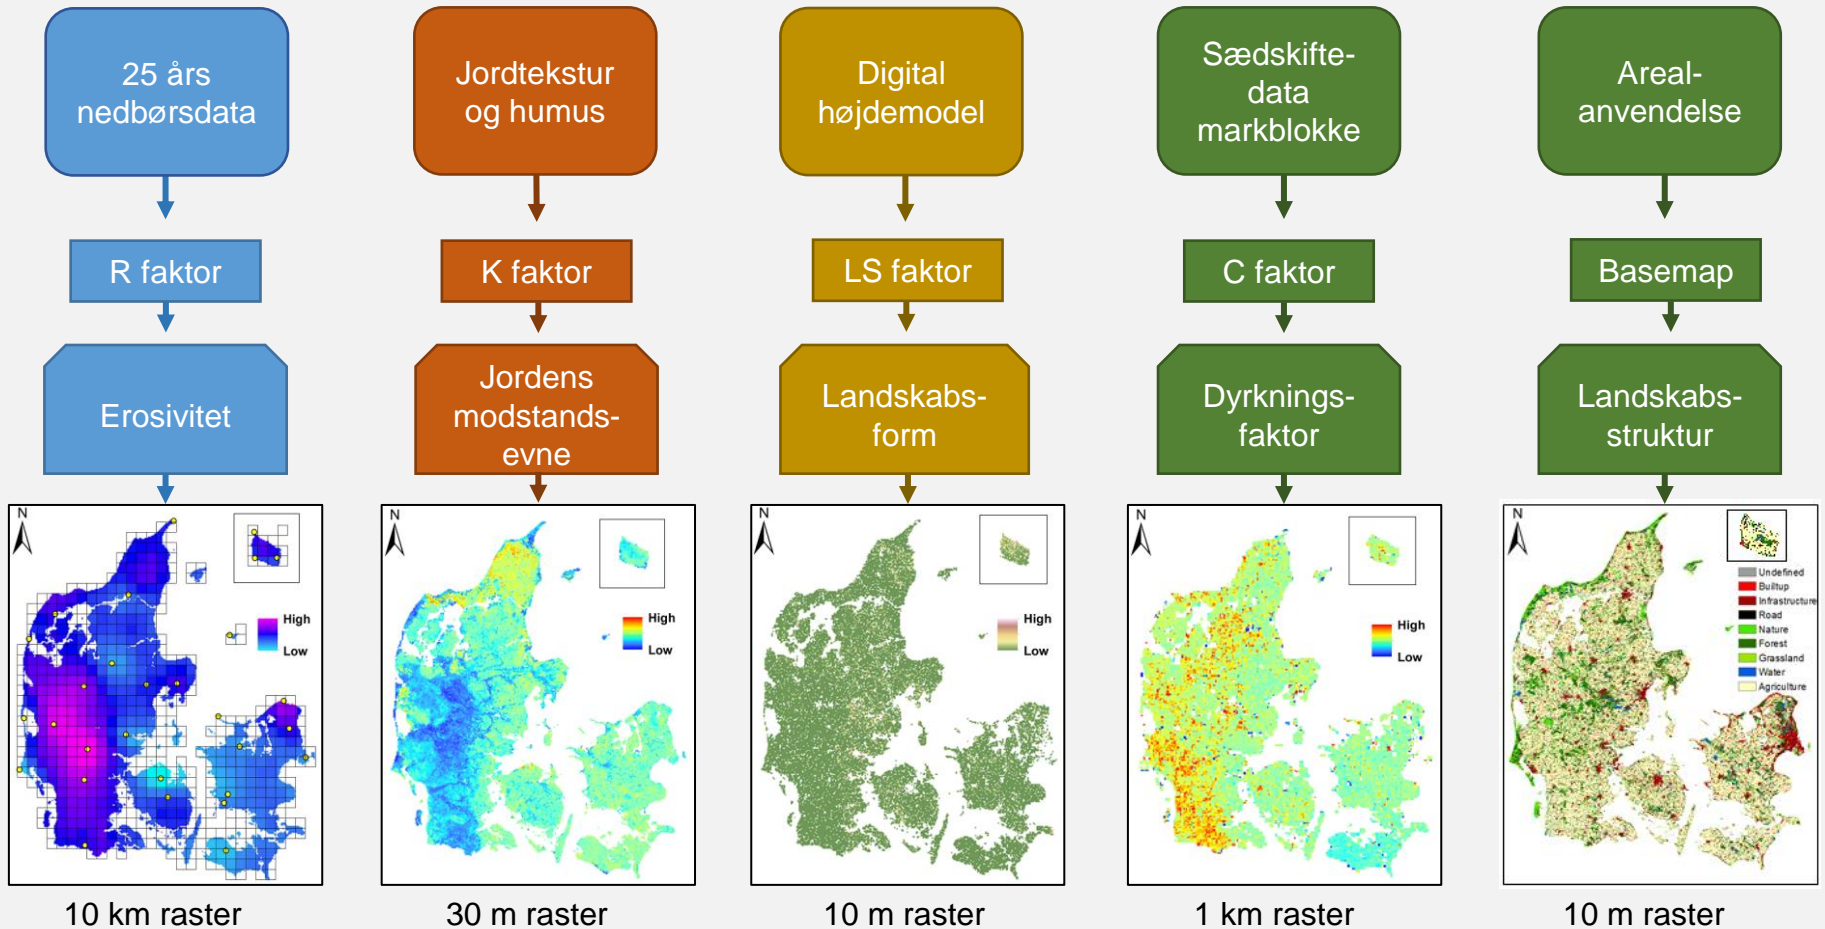 25 års
nedbørsdata
Jordtekstur
og humus
Digital
højdemodel
Sædskifte-
data
markblokke
Areal-
anvendelse
R faktor
K faktor
LS faktor
C faktor
Basemap
Erosivitet
Jordens
modstands-
evne
Landskabs-
form
Dyrknings-
faktor
Landskabs-
struktur
N
High
Low
N
High
Low
N
High
Low
N
High
Low
N
Undefined
Builtup
Infrastructure
Road
Nature
Forest
Grassland
Water
Agriculture
10 km raster
30 m raster
10 m raster
1 km raster
10 m raster